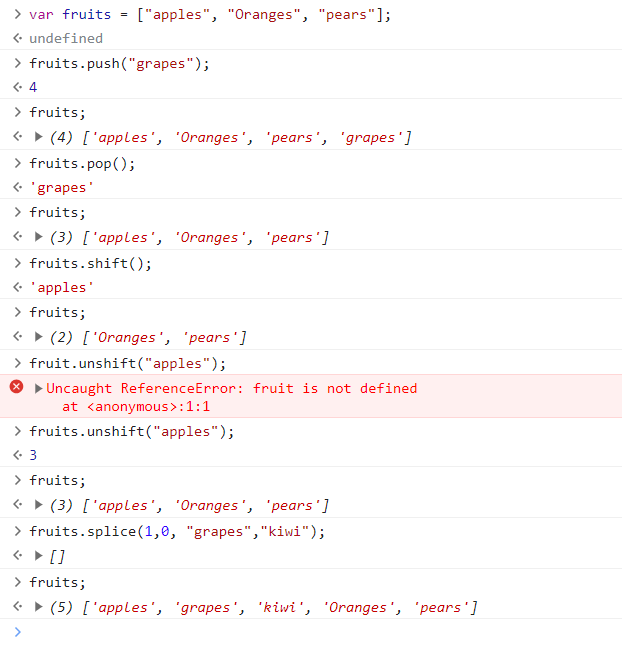 > var fruits = ["apples", "Oranges", "pears"];
undefined
> fruits.push("grapes");
4
> fruits;
(4) ['apples', 'Oranges', 'pears', 'grapes']
> fruits.pop();
'grapes'
> fruits;
(3) ['apples', 'Oranges', 'pears']
> fruits.shift();
'apples'
> fruits;
(2) ['Oranges', 'pears']
> fruit.unshift("apples");
Uncaught ReferenceError: fruit is not defined
at <anonymous>:1:1
> fruits.unshift("apples");
3
> fruits;
(3) ['apples', 'Oranges', 'pears']
> fruits.splice(1,0, "grapes","kiwi");
[]
> fruits;
(5) ['apples', 'grapes', 'kiwi', 'Oranges', 'pears']
>